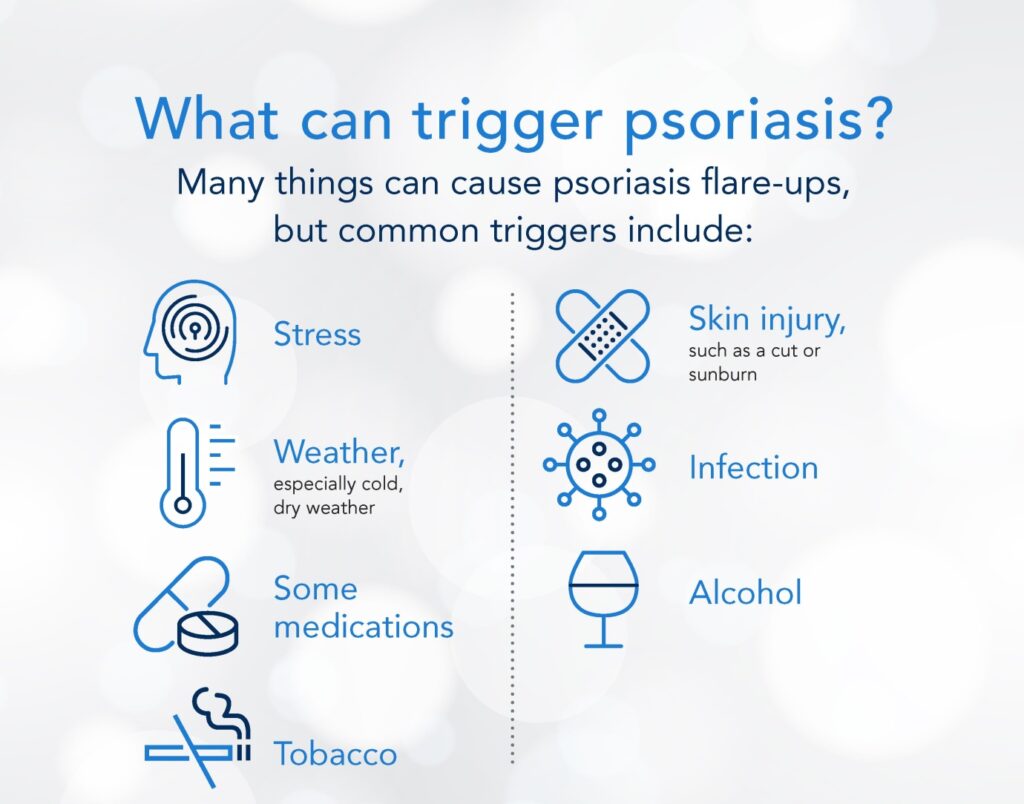 What can trigger psoriasis?
Many things can cause psoriasis flare-ups,
but common triggers include:
Stress
Weather,
especially cold,
dry weather
Some
medications
Tobacco
Skin injury,
such as a cut or
sunburn
Infection
Alcohol